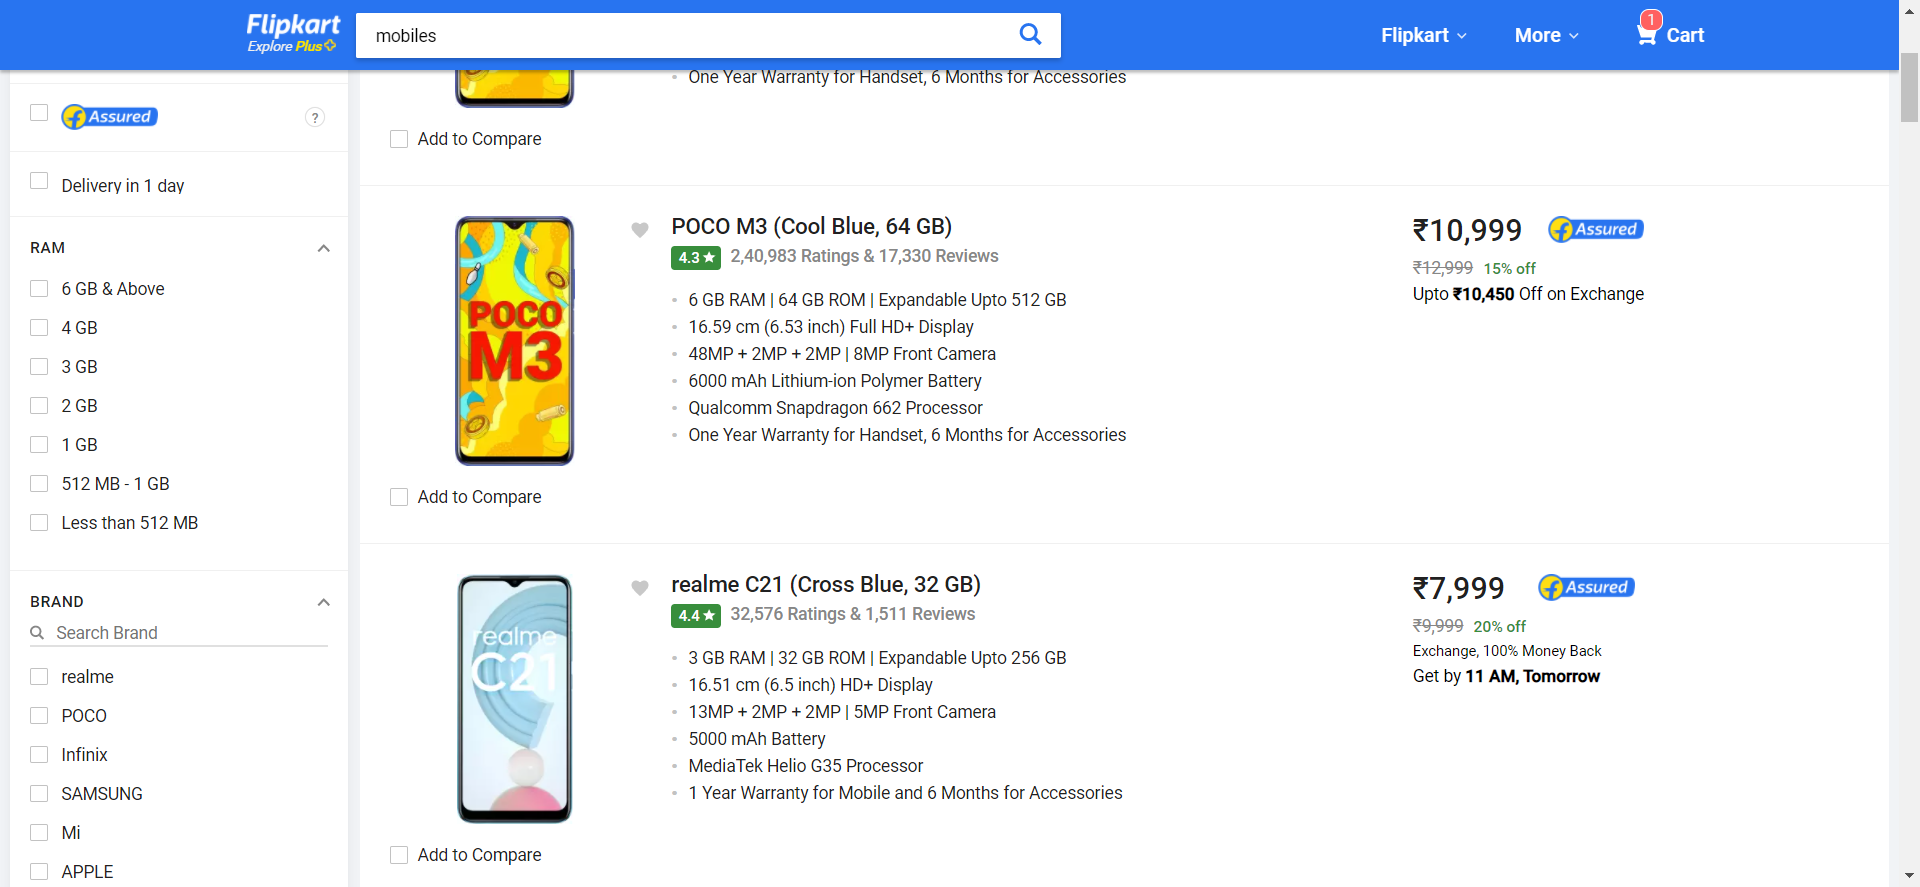 Flipkart
Explore Plus
mobiles
Flipkart
More
1
Cart
Assured
?
Delivery in 1 day
RAM
6 GB & Above
4 GB
3 GB
2 GB
1 GB
512 MB - 1 GB
Less than 512 MB
BRAND
Search Brand
realme
POCO
Infinix
SAMSUNG
Mi
APPLE
One Year Warranty for Handset, 6 Months for Accessories
Add to Compare
POCO
M3
POCO M3 (Cool Blue, 64 GB)
4.3★ 2,40,983 Ratings & 17,330 Reviews
6 GB RAM | 64 GB ROM | Expandable Upto 512 GB
16.59 cm (6.53 inch) Full HD+ Display
48MP + 2MP + 2MP | 8MP Front Camera
6000 mAh Lithium-ion Polymer Battery
Qualcomm Snapdragon 662 Processor
One Year Warranty for Handset, 6 Months for Accessories
₹10,999 Assured
₹12,999 15% off
Upto ₹10,450 Off on Exchange
Add to Compare
realme
C21
realme C21 (Cross Blue, 32 GB)
4.4★ 32,576 Ratings & 1,511 Reviews
3 GB RAM | 32 GB ROM | Expandable Upto 256 GB
16.51 cm (6.5 inch) HD+ Display
13MP + 2MP + 2MP | 5MP Front Camera
5000 mAh Battery
MediaTek Helio G35 Processor
1 Year Warranty for Mobile and 6 Months for Accessories
₹7,999 Assured
₹9,999 20% off
Exchange, 100% Money Back
Get by 11 AM, Tomorrow
Add to Compare